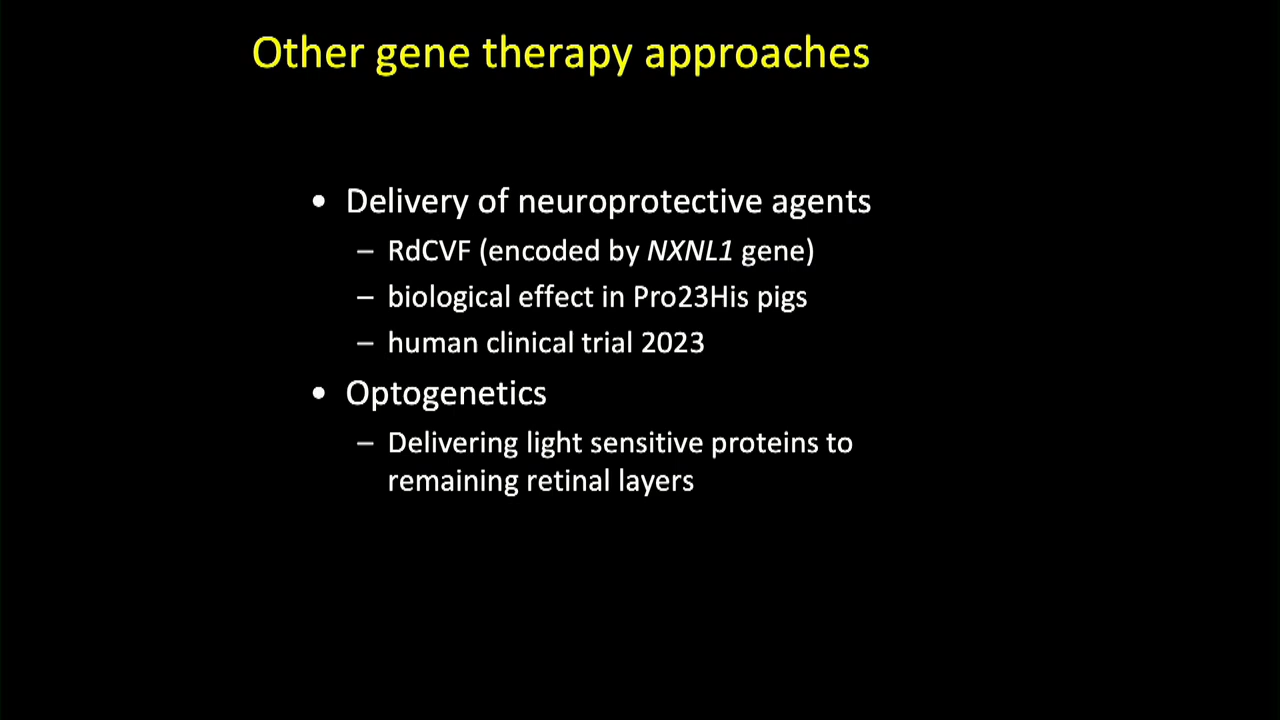 Other gene therapy approaches
• Delivery of neuroprotective agents
– RdCVF (encoded by NXNL1 gene)
– biological effect in Pro23His pigs
– human clinical trial 2023
• Optogenetics
– Delivering light sensitive proteins to
remaining retinal layers